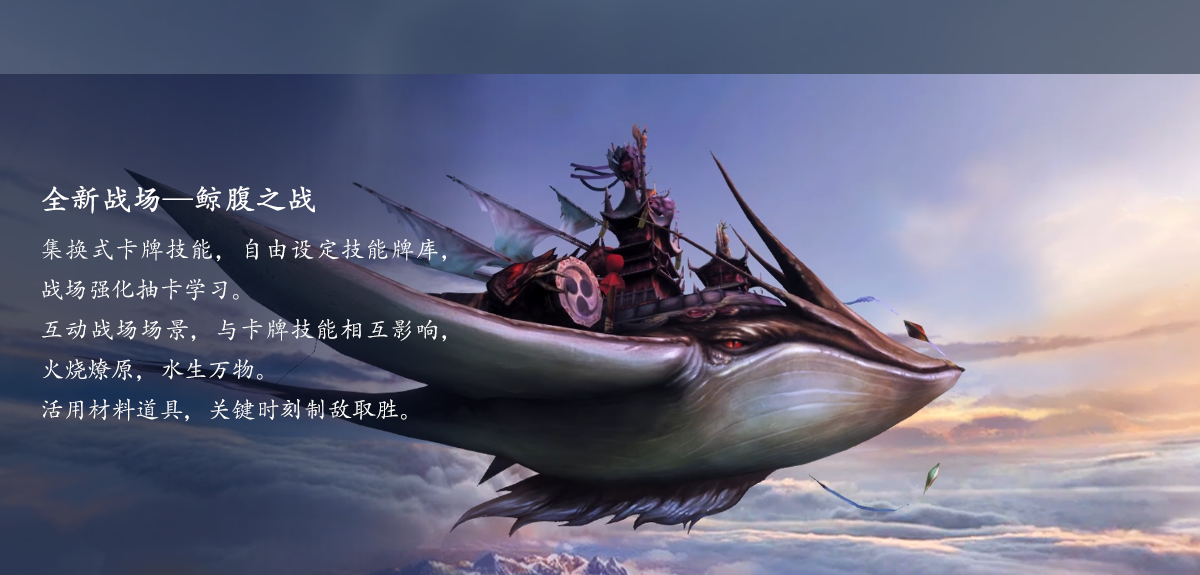 全新战场—鲸腹之战
集换式卡牌技能，自由设定技能牌库，
战场强化抽卡学习。
互动战场场景，与卡牌技能相互影响，
火烧燎原，水生万物。
活用材料道具，关键时刻制敌取胜。